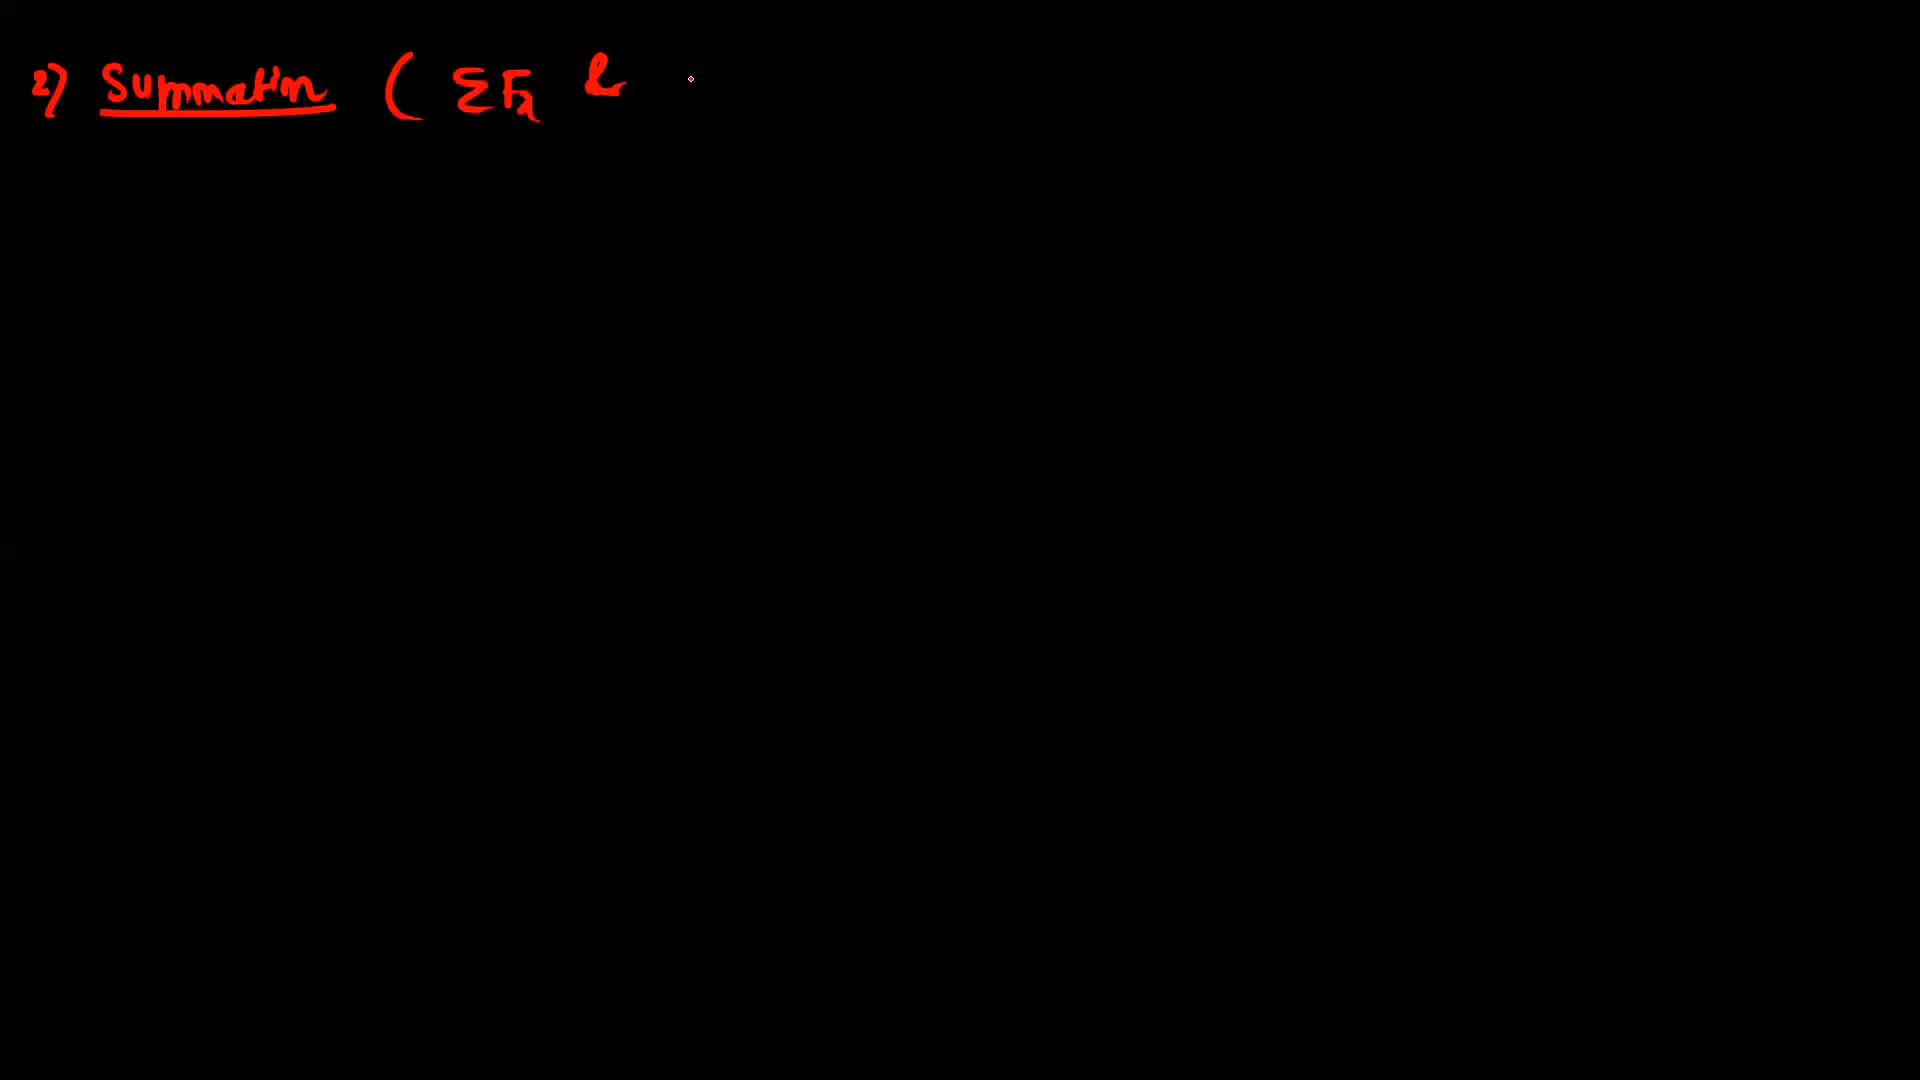 2) Summation ( ΣFx &